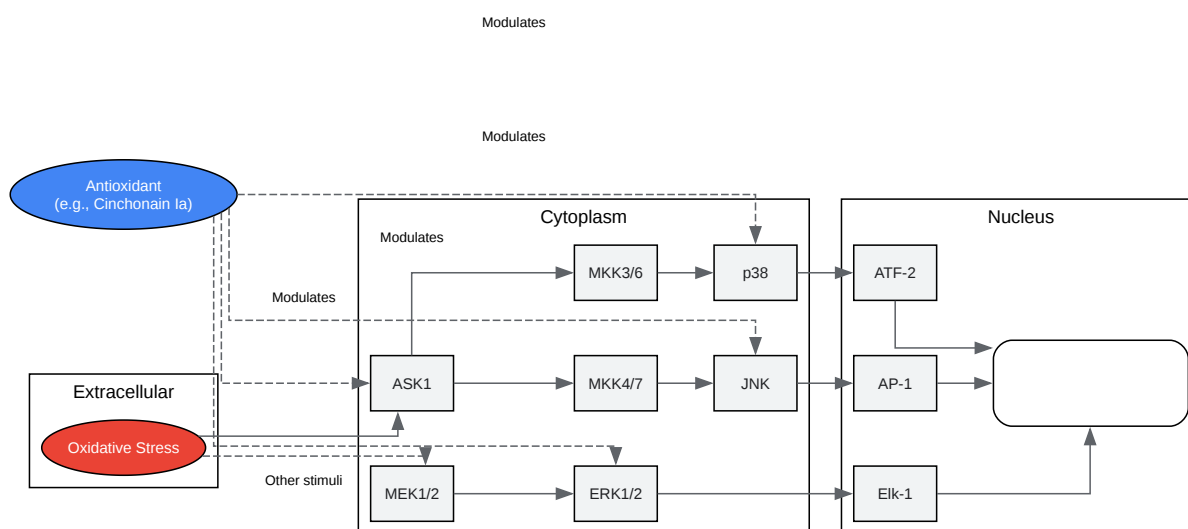 Modulates
Modulates
Antioxidant
(e.g., Cinchonain Ia)
Cytoplasm
Nucleus
Modulates
MKK3/6
p38
ATF-2
Modulates
Extracellular
ASK1
MKK4/7
JNK
AP-1
Oxidative Stress
Other stimuli
MEK1/2
ERK1/2
Elk-1